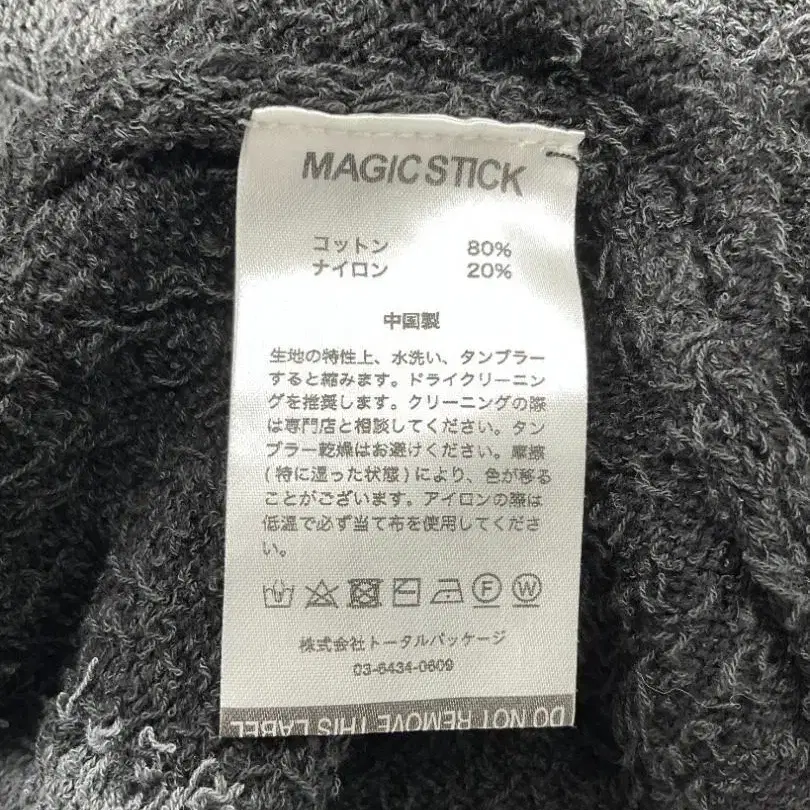 MAGIC STICK
コットン 80%
ナイロン 20%
中国製
生地の特性上、水洗い、タンブラー
すると縮みます。ドライクリーニン
グを推奨します。クリーニングの際
は専門店と相談してください。タン
ブラー乾燥はお避けください。摩擦
(特に湿った状態)により、色が移る
ことがございます。アイロンの際は
低温で必ず当て布を使用してくださ
い。
F W
株式会社トータルパッケージ
03-6434-0609
DO NOT REMOVE THIS LABEL